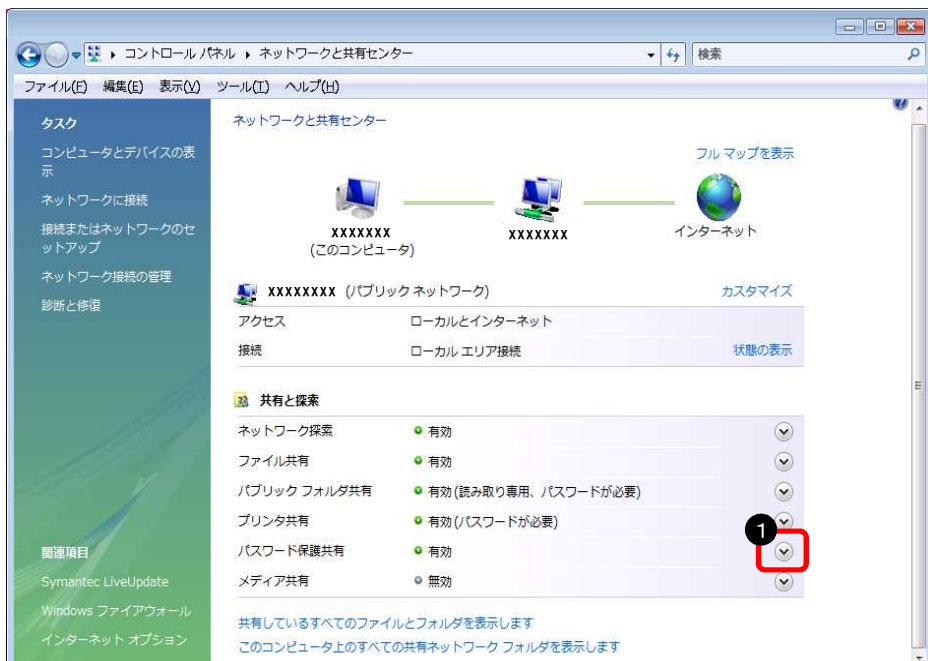 コントロール パネル ▸ ネットワークと共有センター
検索
ファイル(F) 編集(E) 表示(V) ツール(T) ヘルプ(H)
タスク
コンピュータとデバイスの表
示
ネットワークに接続
接続またはネットワークのセ
ットアップ
ネットワーク接続の管理
診断と修復
関連項目
Symantec LiveUpdate
Windows ファイアウォール
インターネット オプション
ネットワークと共有センター
フル マップを表示
XXXXXXX
(このコンピュータ)
XXXXXXX
インターネット
XXXXXXXX (パブリック ネットワーク) カスタマイズ
アクセス ローカルとインターネット
接続 ローカル エリア接続 状態の表示
共有と探索
ネットワーク探索 有効
ファイル共有 有効
パブリック フォルダ共有 有効(読み取り専用、パスワードが必要)
プリンタ共有 有効(パスワードが必要)
1
パスワード保護共有 有効
メディア共有 無効
共有しているすべてのファイルとフォルダを表示します
このコンピュータ上のすべての共有ネットワーク フォルダを表示します